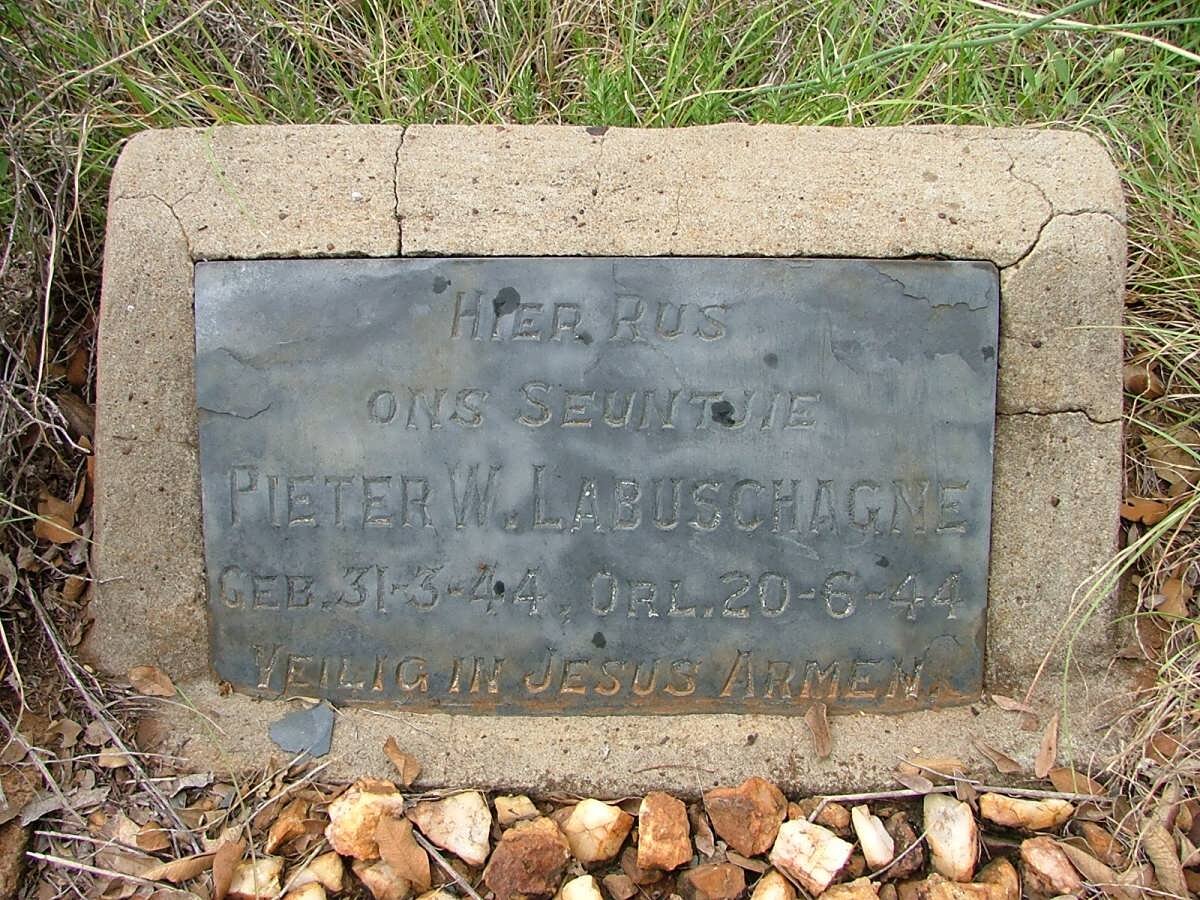 HIER RUS
ONS SEUNTJIE
PIETER W. LABUSCHAGNE
GEB. 31-3-44, ORL. 20-6-44
VEILIG IN JESUS ARMEN.